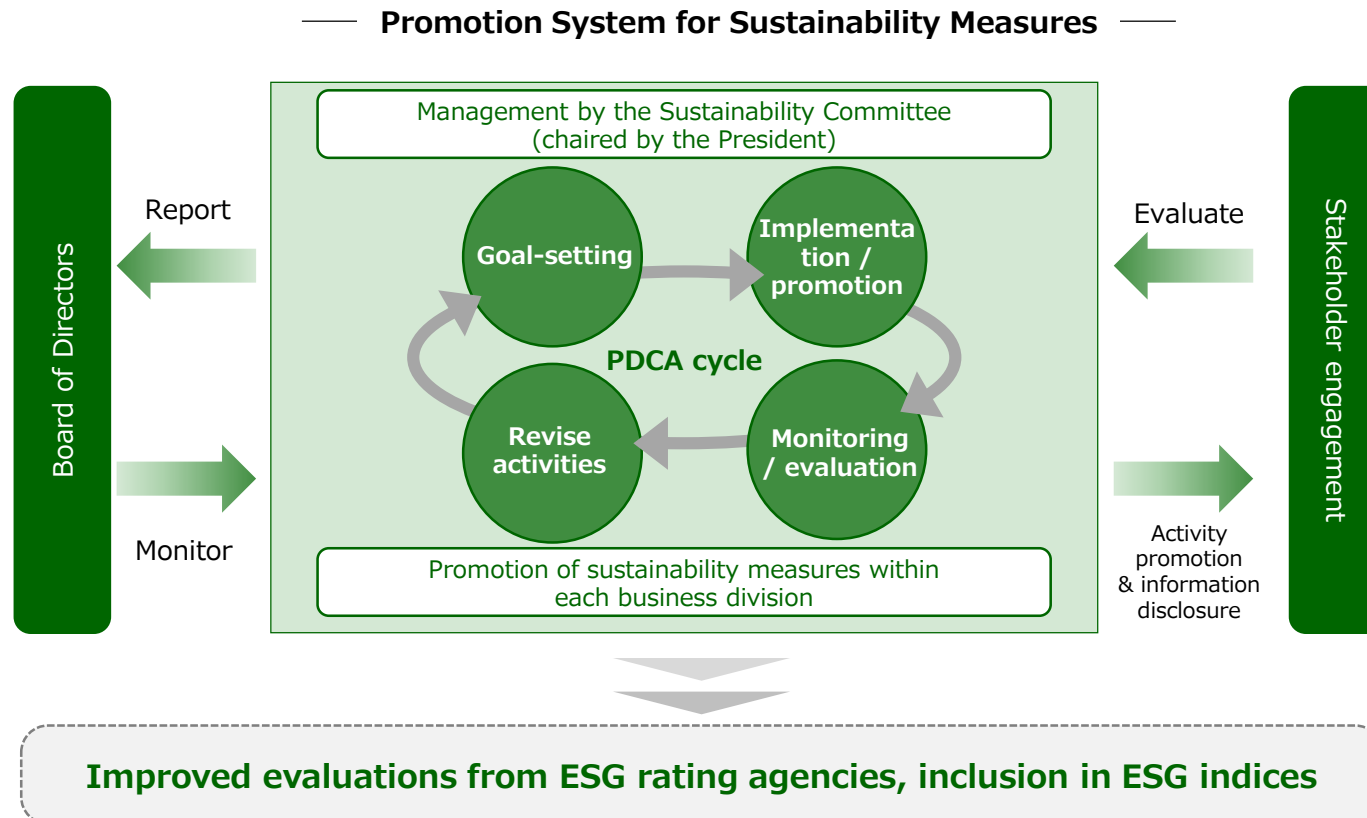 Promotion System for Sustainability Measures
Board of Directors
Report
Monitor
Management by the Sustainability Committee
(chaired by the President)
Goal-setting
Implementa
tion /
promotion
PDCA cycle
Revise
activities
Monitoring
/ evaluation
Promotion of sustainability measures within
each business division
Evaluate
Activity
promotion
& information
disclosure
Stakeholder engagement
Improved evaluations from ESG rating agencies, inclusion in ESG indices